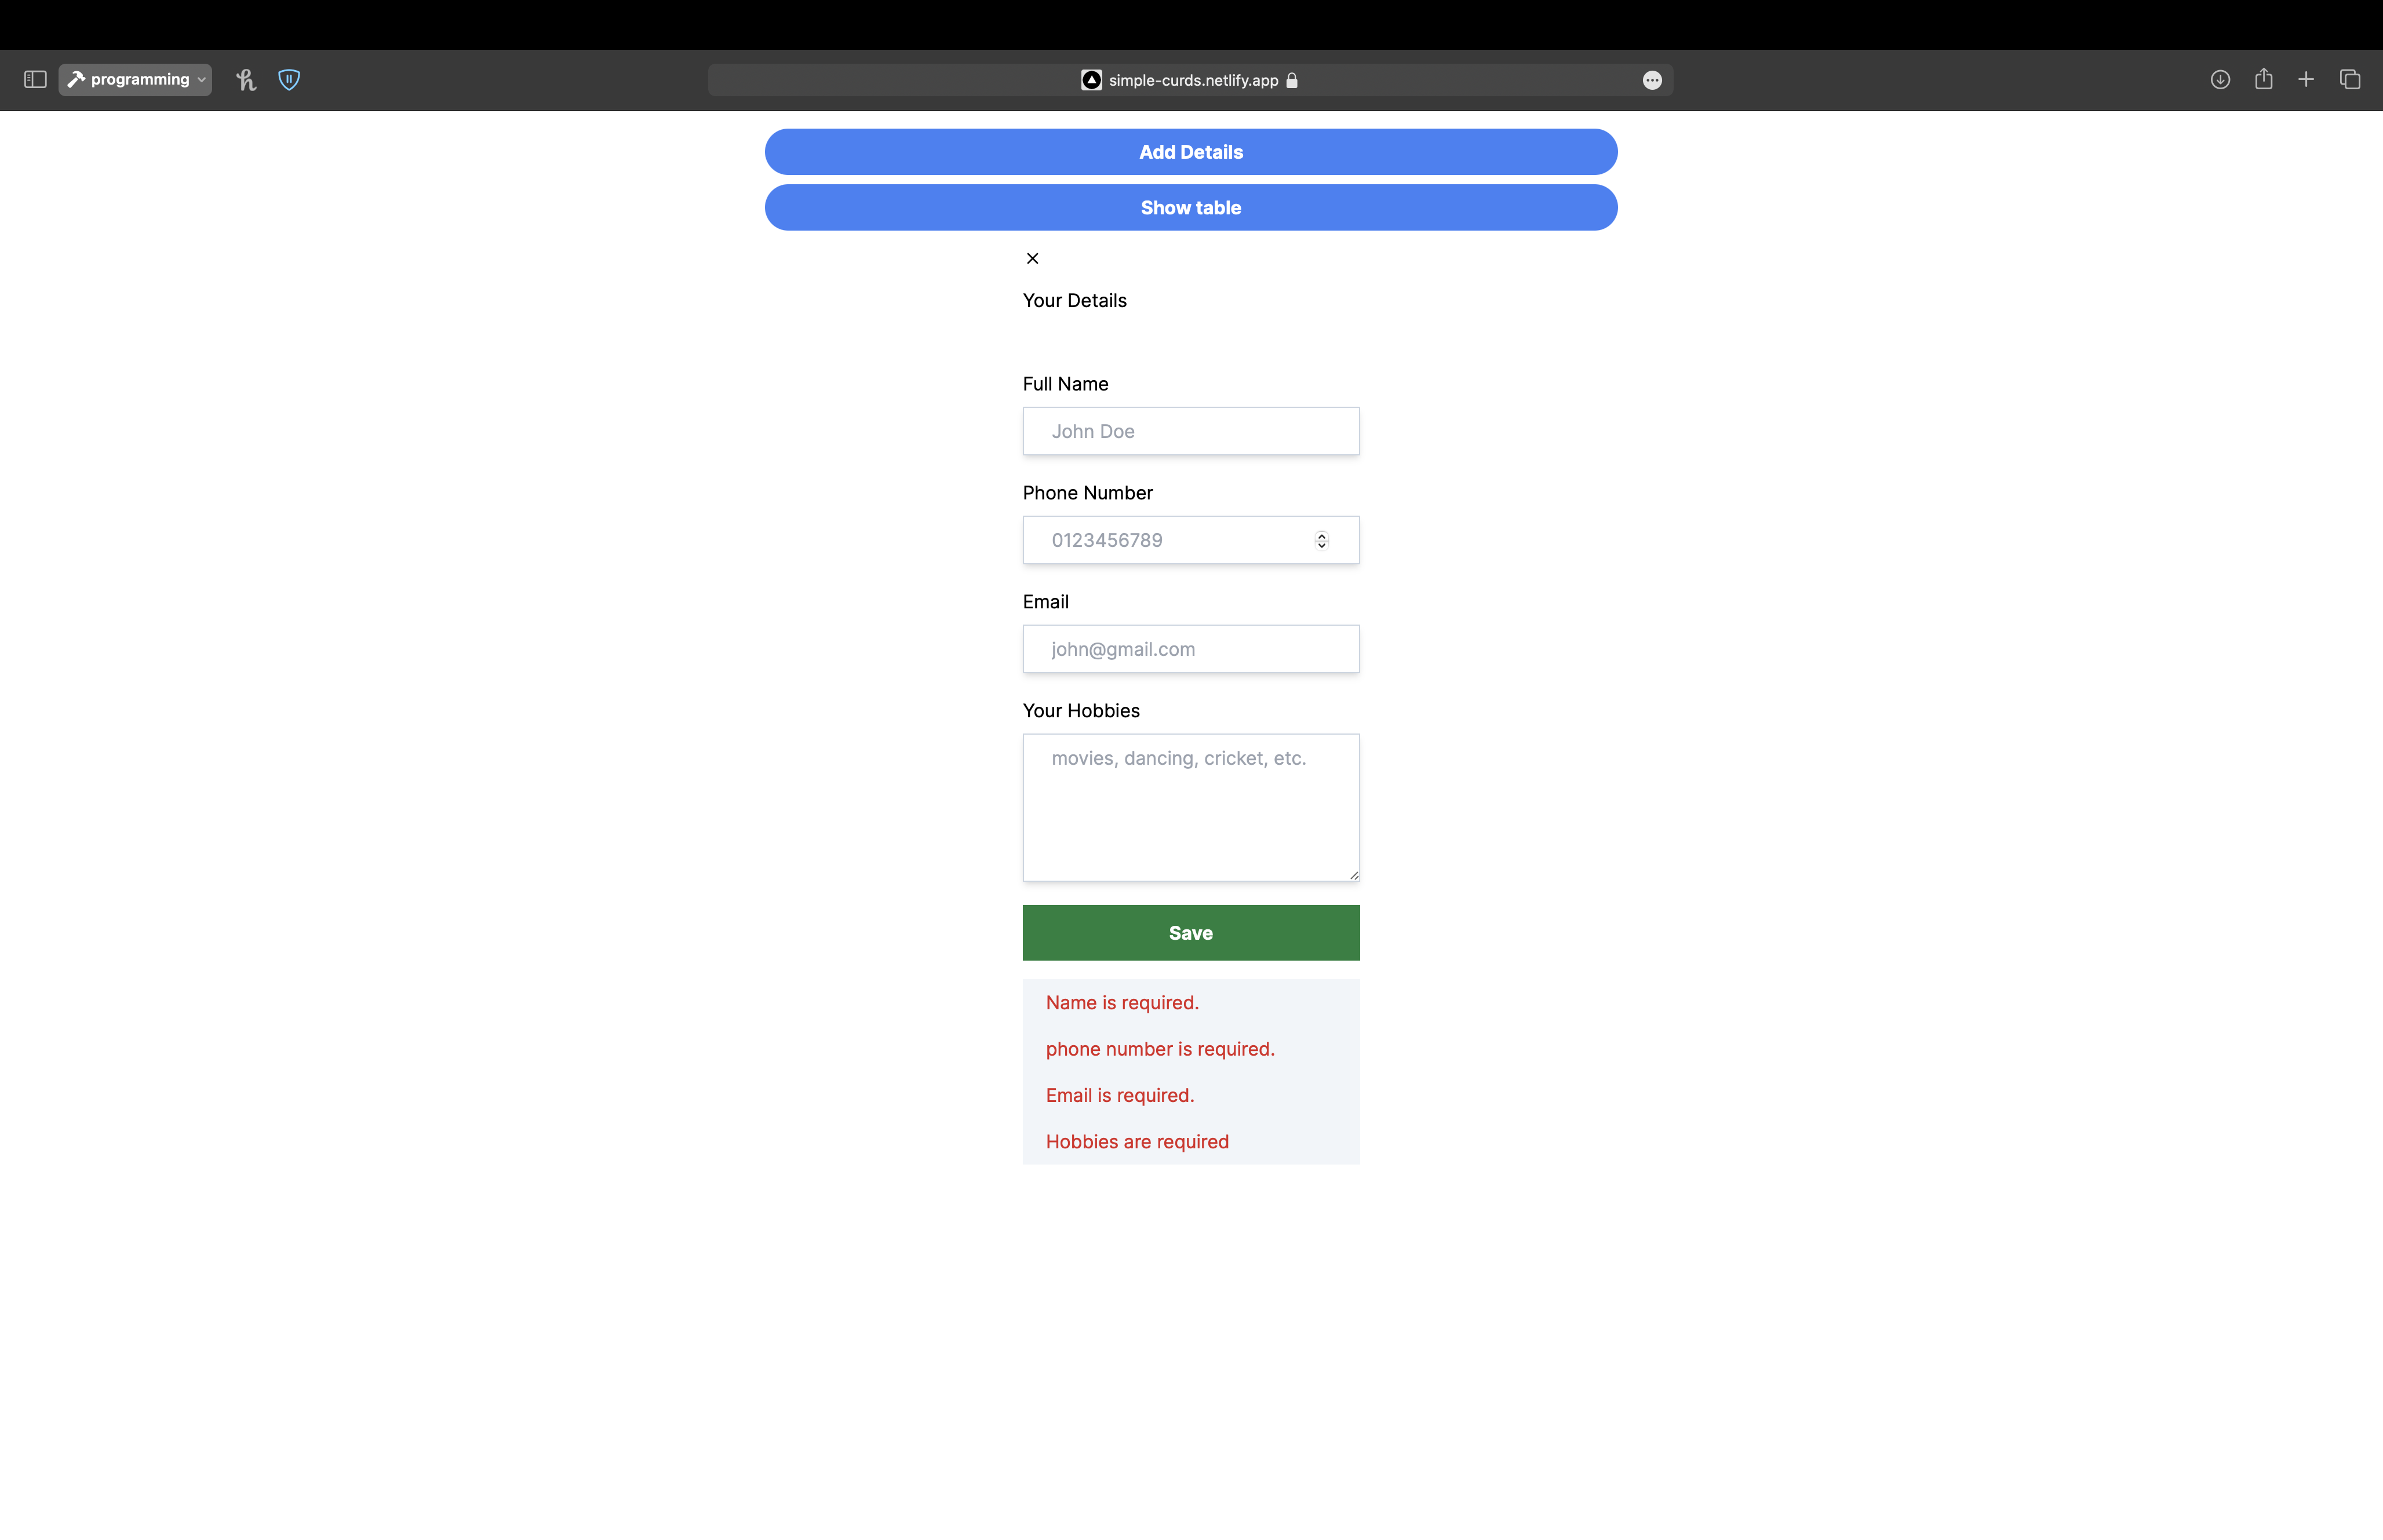 programming
simple-curds.netlify.app
Add Details
Show table
Your Details
Full Name
John Doe
Phone Number
0123456789
Email
john@gmail.com
Your Hobbies
movies, dancing, cricket, etc.
Save
Name is required.
phone number is required.
Email is required.
Hobbies are required